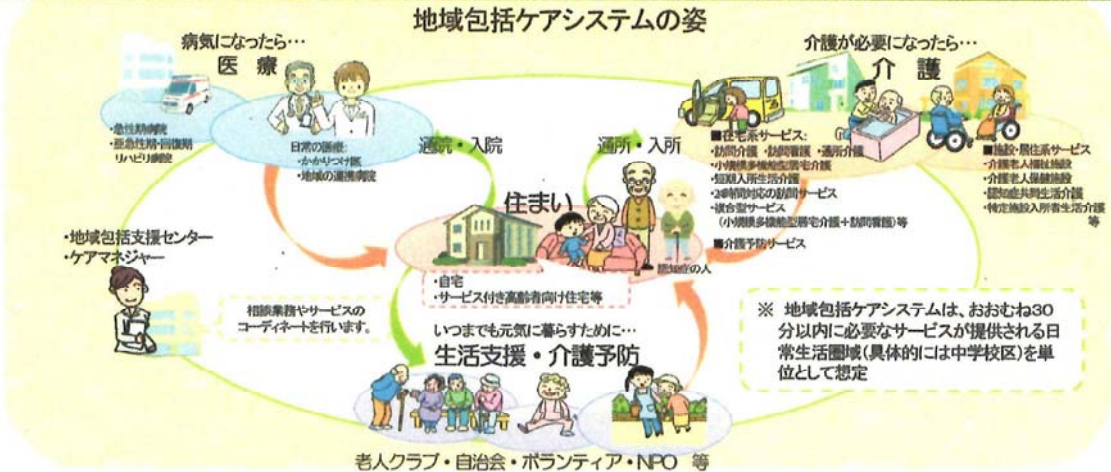 地域包括ケアシステムの姿
病気になったら…
医 療
・急性期病院
・亜急性期・回復期
リハビリ病院
日常の医療:
・かかりつけ医
・地域の連携病院
通院・入院
通所・入所
介護が必要になったら…
介 護
■在宅系サービス:
・訪問介護 ・訪問看護 ・通所介護
・小規模多機能型居宅介護
・短期入所生活介護
・24時間対応の訪問サービス
・複合型サービス
(小規模多機能型居宅介護+訪問看護)等
■介護予防サービス
■施設・居住系サービス
・介護老人福祉施設
・介護老人保健施設
・認知症共同生活介護
・特定施設入所者生活介護
等
住まい
認知症の人
・自宅
・サービス付き高齢者向け住宅等
・地域包括支援センター
・ケアマネジャー
相談業務やサービスの
コーディネートを行います。
いつまでも元気に暮らすために…
生活支援・介護予防
老人クラブ・自治会・ボランティア・NPO 等
※ 地域包括ケアシステムは、おおむね30
分以内に必要なサービスが提供される日
常生活圏域(具体的には中学校区)を単
位として想定